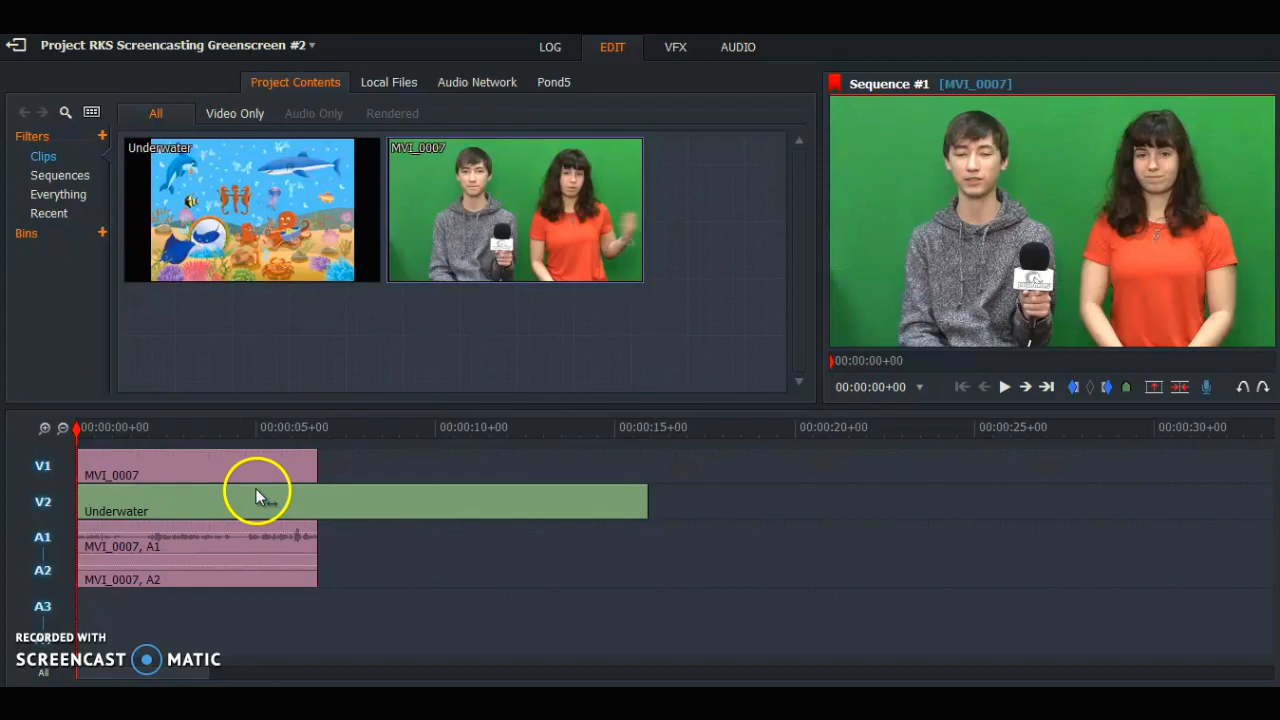 Project RKS Screencasting Greenscreen #2
LOG EDIT VFX AUDIO
Project Contents Local Files Audio Network Pond5
All Video Only Audio Only Rendered
Filters +
Clips
Sequences
Everything
Recent
Bins +
Underwater
MVI_0007
Sequence #1 [MVI_0007]
00:00:00+00
00:00:00+00
00:00:00+00 00:00:05+00 00:00:10+00 00:00:15+00 00:00:20+00 00:00:25+00 00:00:30+00
V1 MVI_0007
V2 Underwater
A1 MVI_0007, A1
A2 MVI_0007, A2
A3
RECORDED WITH
SCREENCAST MATIC
All